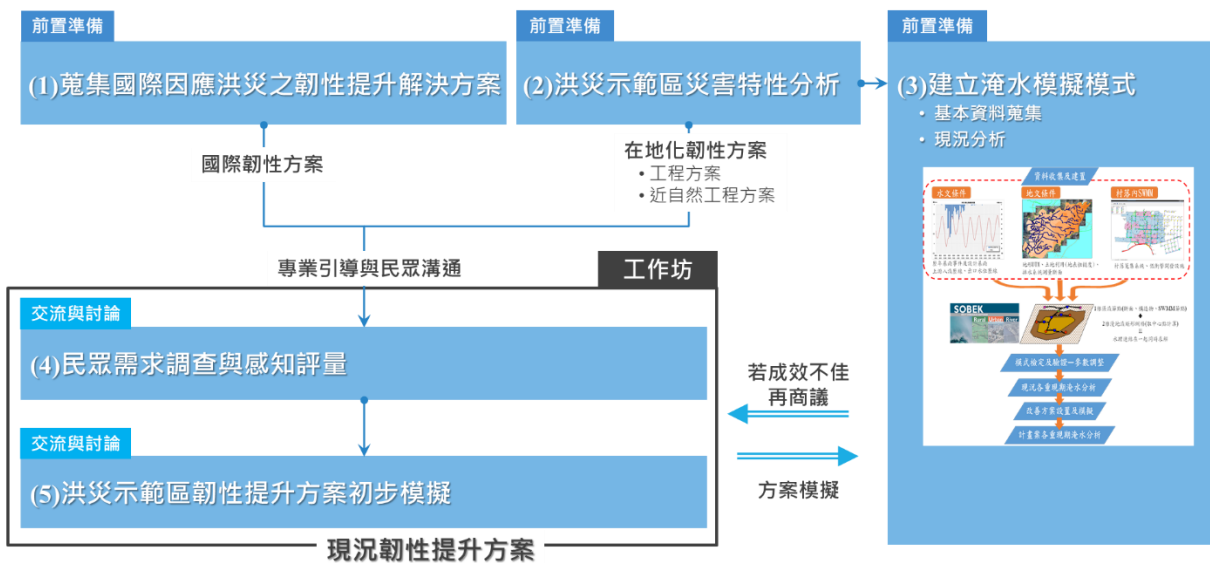 前置準備
(1)蒐集國際因應洪災之韌性提升解決方案
前置準備
(2)洪災示範區災害特性分析
前置準備
(3)建立淹水模擬模式
• 基本資料蒐集
• 現況分析
國際韌性方案
在地化韌性方案
• 工程方案
• 近自然工程方案
專業引導與民眾溝通
工作坊
交流與討論
(4)民眾需求調查與感知評量
交流與討論
(5)洪災示範區韌性提升方案初步模擬
現況韌性提升方案
若成效不佳
再商議
方案模擬
資料收集及建置
水文條件
地文條件
村落內SWMM
SOBEK
Rural Urban River
模式檢定及驗證—參數調整
現況各重現期淹水分析
改善方案設置及模擬
計畫案各重現期淹水分析